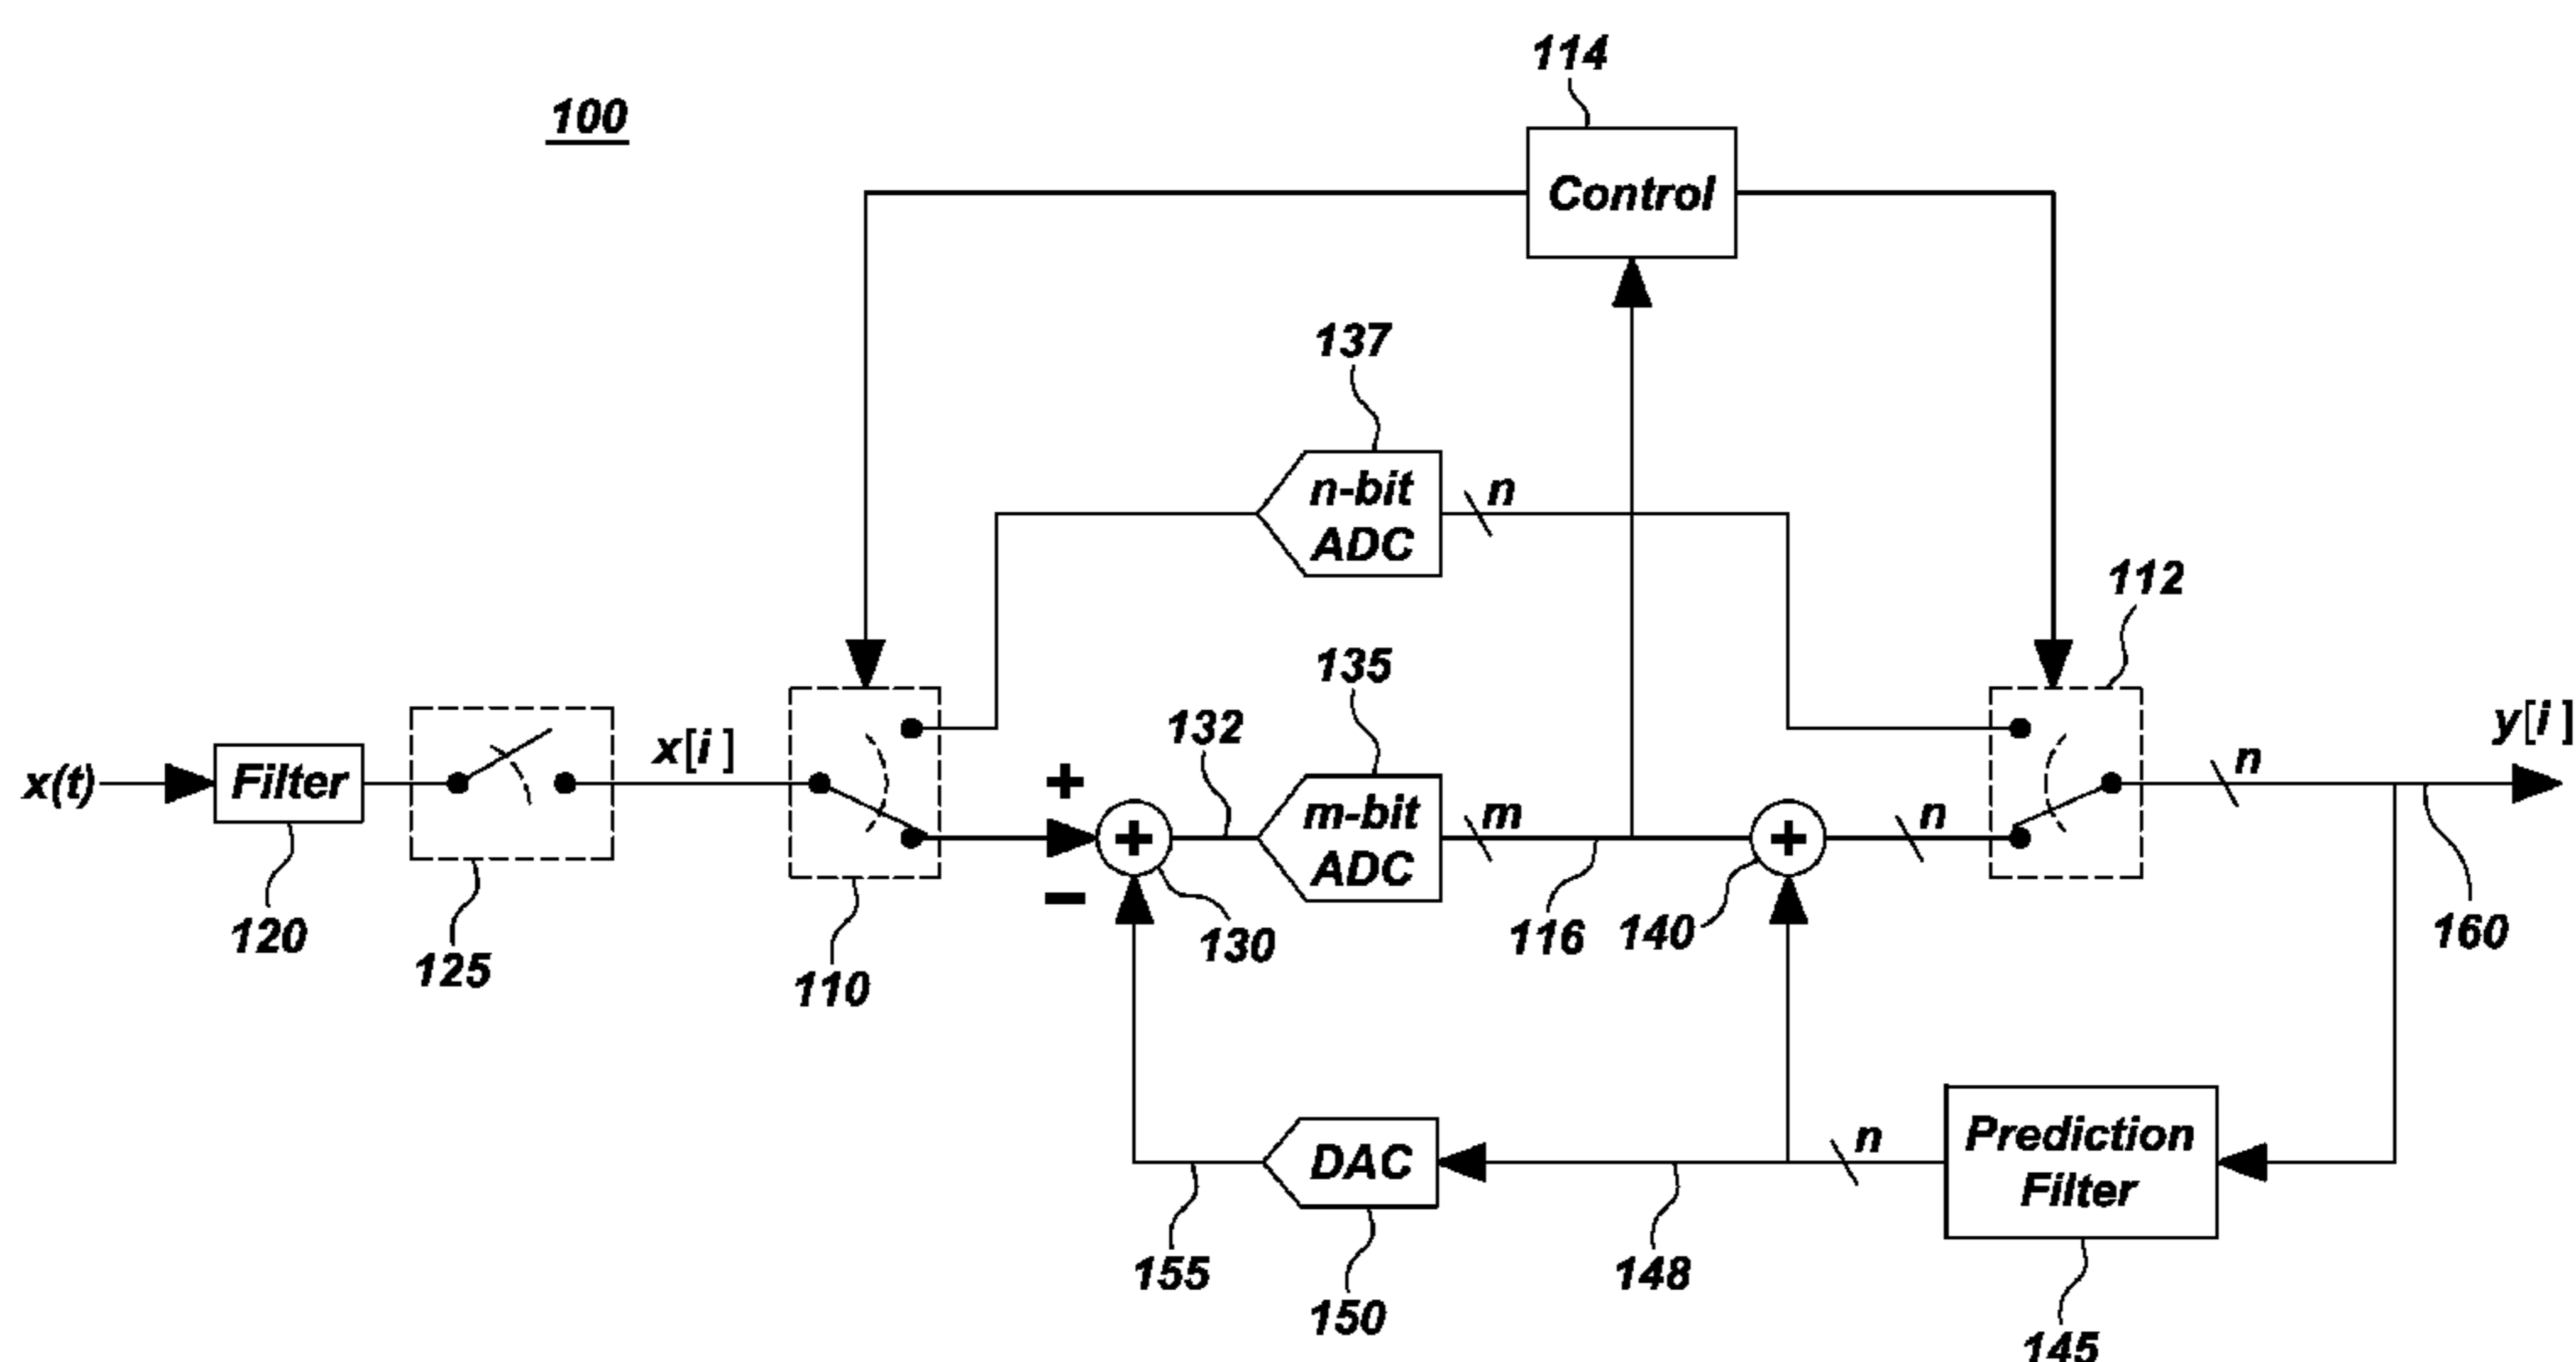 114
100
Control
137
n-bit
ADC
n
112
135
132
x(t)
Filter
x[i]
+
m-bit
ADC
m
+
+
n
n
y[i]
−
120
125
110
130
116
140
160
DAC
n
Prediction
Filter
155
150
148
145